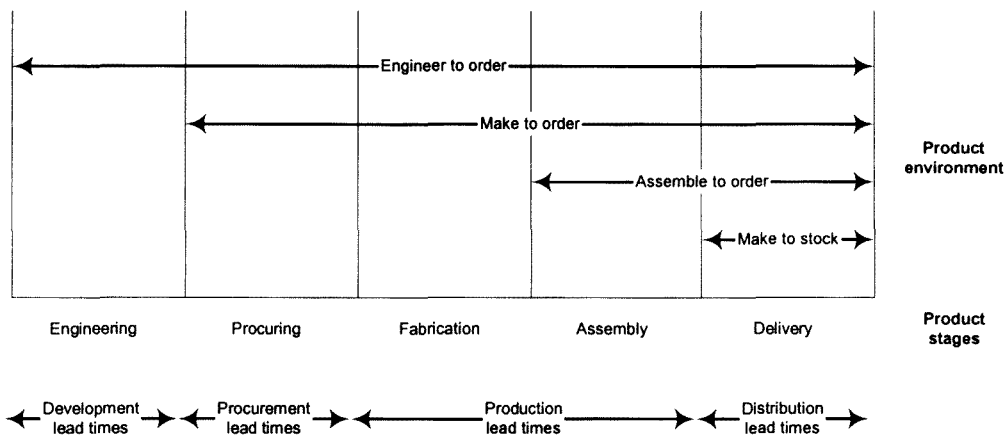 Engineer to order
Make to order
Product
environment
Assemble to order
Make to stock
Engineering
Procuring
Fabrication
Assembly
Delivery
Product
stages
Development
lead times
Procurement
lead times
Production
lead times
Distribution
lead times